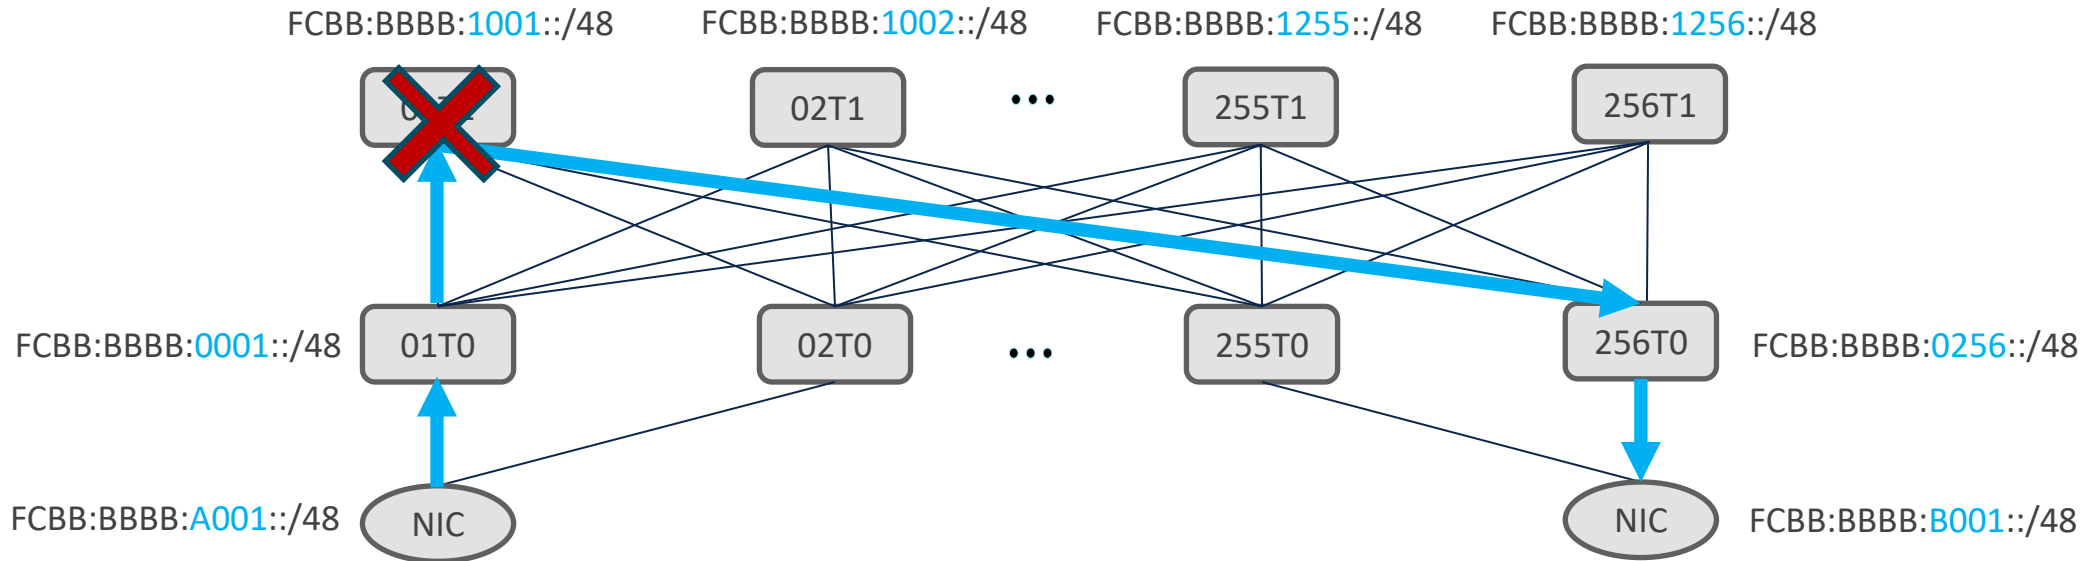 FCBB:BBBB:1001::/48
FCBB:BBBB:1002::/48
FCBB:BBBB:1255::/48
FCBB:BBBB:1256::/48
02T1
...
255T1
256T1
FCBB:BBBB:0001::/48
01T0
02T0
...
255T0
256T0
FCBB:BBBB:0256::/48
FCBB:BBBB:A001::/48
NIC
NIC
FCBB:BBBB:B001::/48